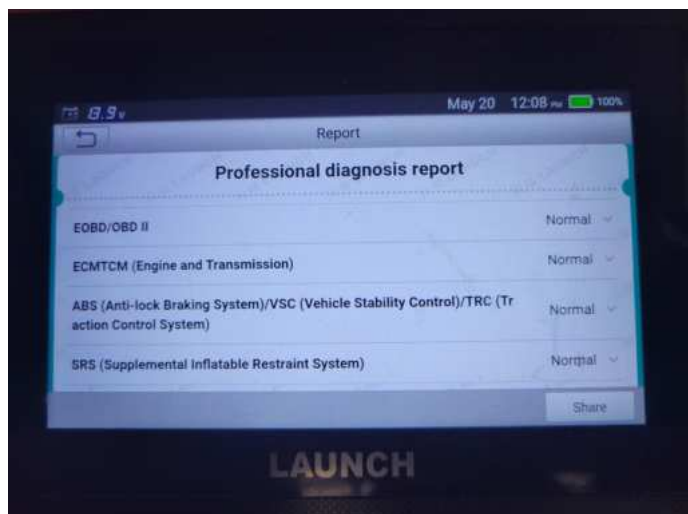 8.9v May 20 12:08 PM 100%
Report
Professional diagnosis report
EOBD/OBD II Normal
ECMTCM (Engine and Transmission) Normal
ABS (Anti-lock Braking System)/VSC (Vehicle Stability Control)/TRC (Tr
action Control System) Normal
SRS (Supplemental Inflatable Restraint System) Normal
Share
LAUNCH